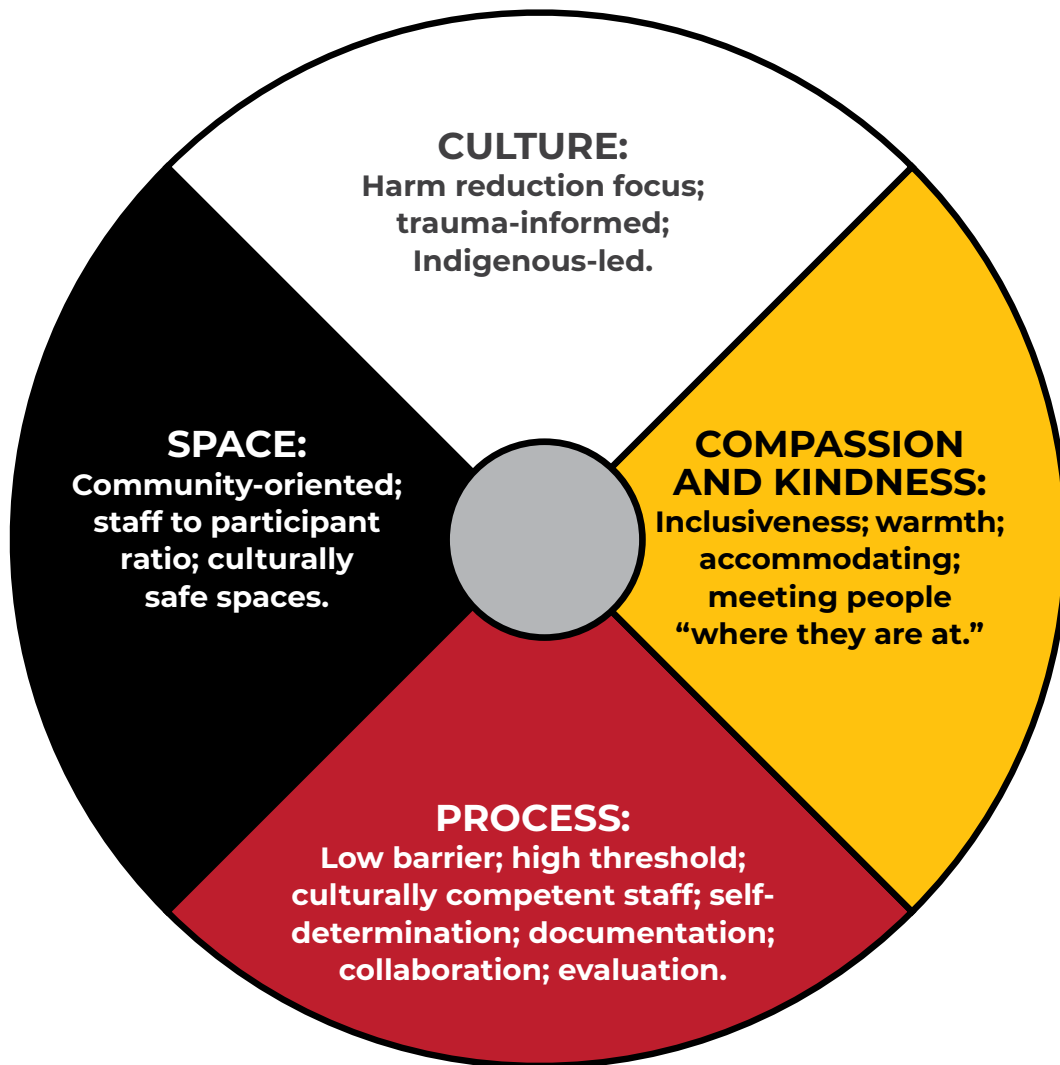 CULTURE:
Harm reduction focus;
trauma-informed;
Indigenous-led.
SPACE:
Community-oriented;
staff to participant
ratio; culturally
safe spaces.
COMPASSION
AND KINDNESS:
Inclusiveness; warmth;
accommodating;
meeting people
“where they are at.”
PROCESS:
Low barrier; high threshold;
culturally competent staff; self-
determination; documentation;
collaboration; evaluation.